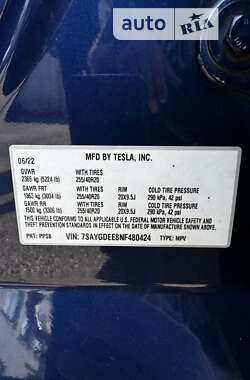 auto RIA
06/22
MFD BY TESLA, INC.
GVWR WITH TIRES
2369 kg (5224 lb) 255/40R20
GAWR FRT WITH TIRES RIM COLD TIRE PRESSURE
1363 kg (3004 lb) 255/40R20 20X9.5J 290 kPa, 42 psi
GAWR RR WITH TIRES RIM COLD TIRE PRESSURE
1500 kg (3306 lb) 255/40R20 20X9.5J 290 kPa, 42 psi
THIS VEHICLE CONFORMS TO ALL APPLICABLE
U.S. FEDERAL MOTOR VEHICLE SAFETY AND
THEFT PREVENTION STANDARDS IN EFFECT ON
THE DATE OF MANUFACTURE SHOWN ABOVE.
PNT: PPSB VIN: 7SAYGDEE8NF480424 TYPE: MPV